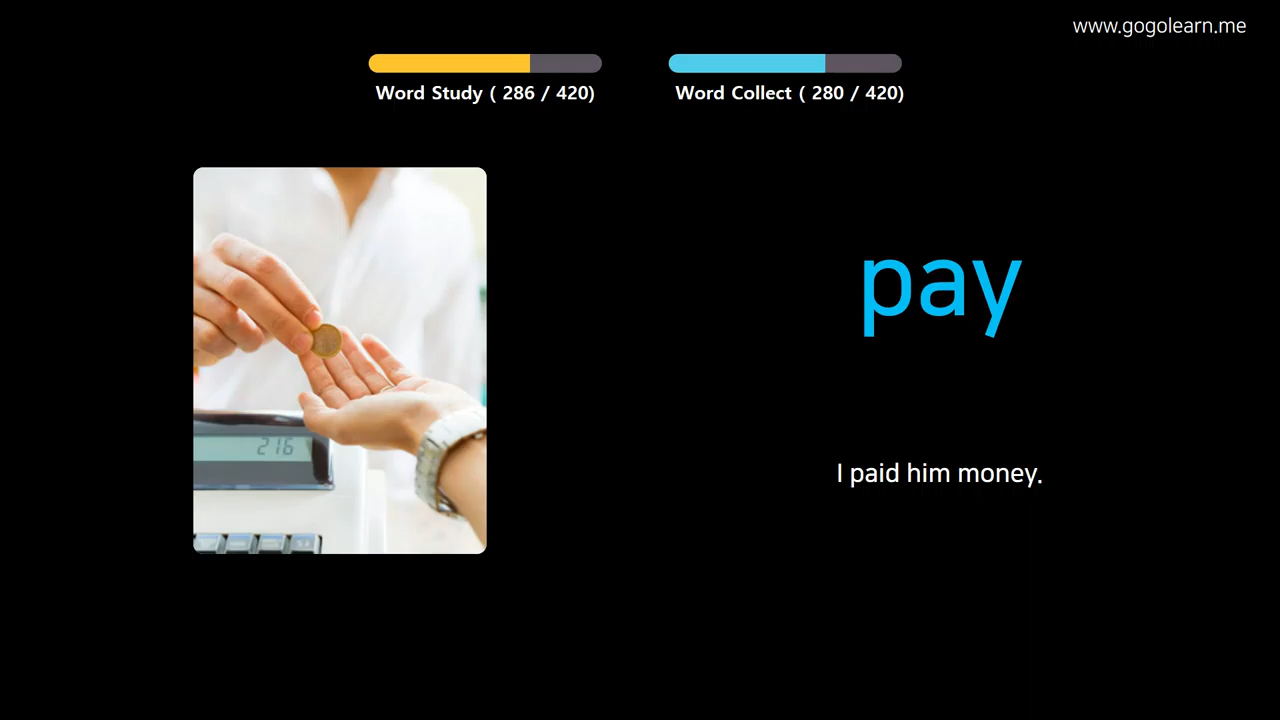 www.gogolearn.me
Word Study ( 286 / 420)
Word Collect ( 280 / 420)
pay
216
I paid him money.